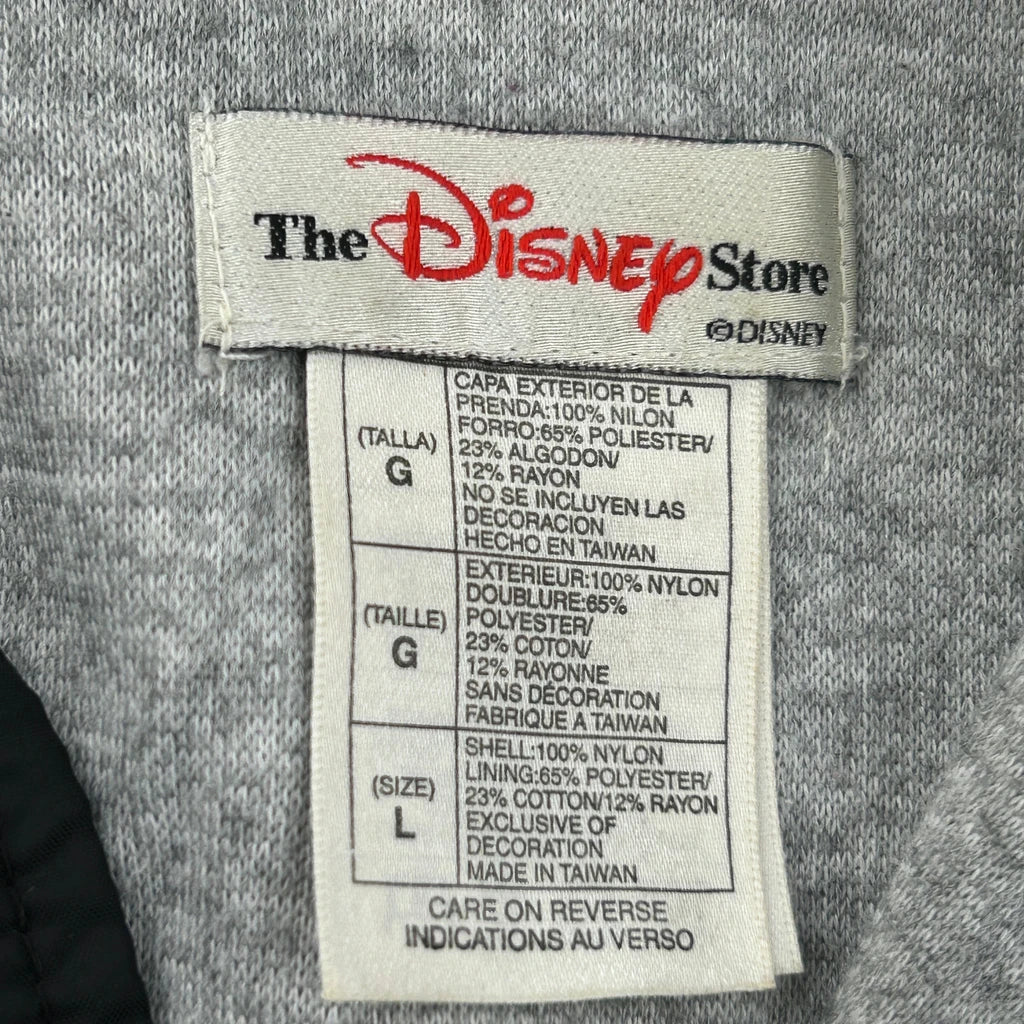 The Disney Store
©DISNEY
(TALLA)
G
CAPA EXTERIOR DE LA
PRENDA:100% NILON
FORRO:65% POLIESTER/
23% ALGODON/
12% RAYON
NO SE INCLUYEN LAS
DECORACION
HECHO EN TAIWAN
(TAILLE)
G
EXTERIEUR:100% NYLON
DOUBLURE:65%
POLYESTER/
23% COTON/
12% RAYONNE
SANS DÉCORATION
FABRIQUE A TAIWAN
(SIZE)
L
SHELL:100% NYLON
LINING:65% POLYESTER/
23% COTTON/12% RAYON
EXCLUSIVE OF
DECORATION
MADE IN TAIWAN
CARE ON REVERSE
INDICATIONS AU VERSO